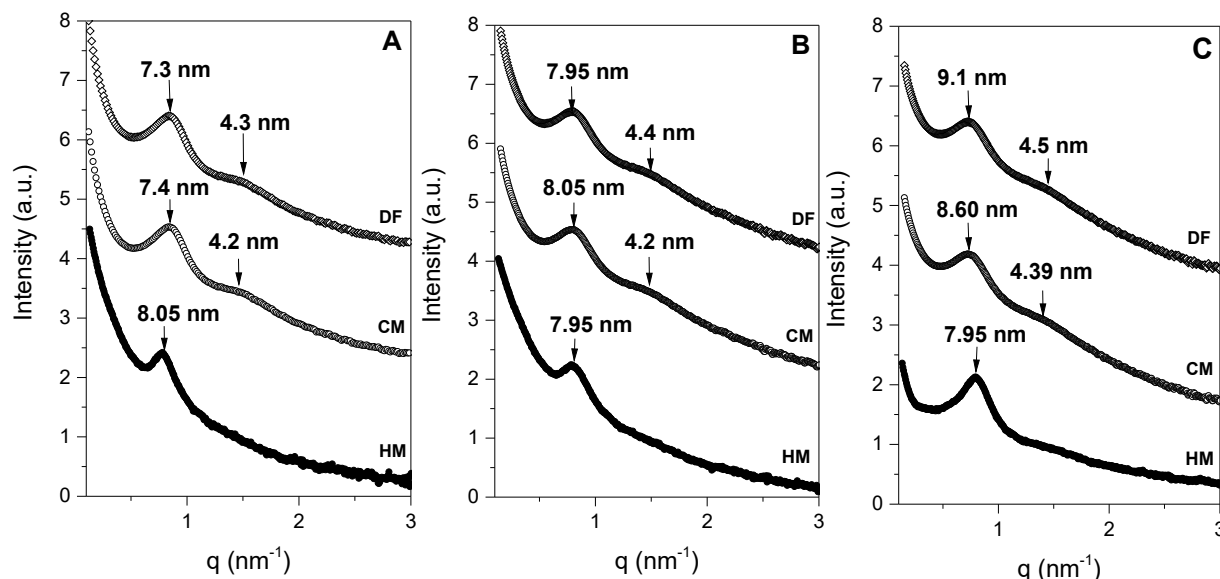 A
8
7
6
5
4
3
2
1
0
Intensity (a.u.)
7.3 nm
4.3 nm
DF
7.4 nm
4.2 nm
CM
8.05 nm
HM
1
2
3
q (nm⁻¹)
B
8
7
6
5
4
3
2
1
0
Intensity (a.u.)
7.95 nm
4.4 nm
DF
8.05 nm
4.2 nm
CM
7.95 nm
HM
1
2
3
q (nm⁻¹)
C
8
7
6
5
4
3
2
1
0
Intensity (a.u.)
9.1 nm
4.5 nm
DF
8.60 nm
4.39 nm
CM
7.95 nm
HM
1
2
3
q (nm⁻¹)